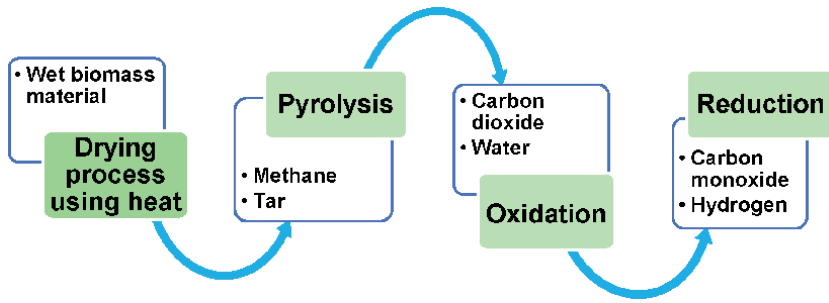 • Wet biomass
material
Drying
process
using heat
Pyrolysis
• Methane
• Tar
• Carbon
dioxide
• Water
Oxidation
Reduction
• Carbon
monoxide
• Hydrogen